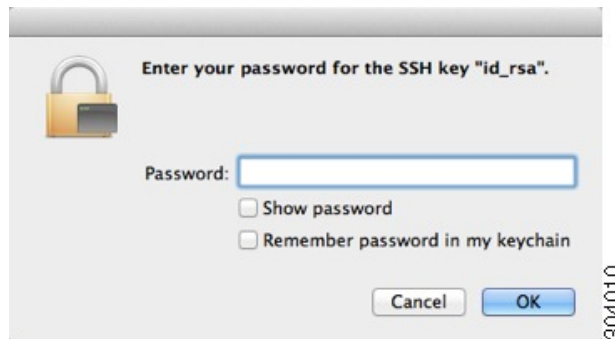 Enter your password for the SSH key "id_rsa".
Password:
Show password
Remember password in my keychain
Cancel
OK
304010